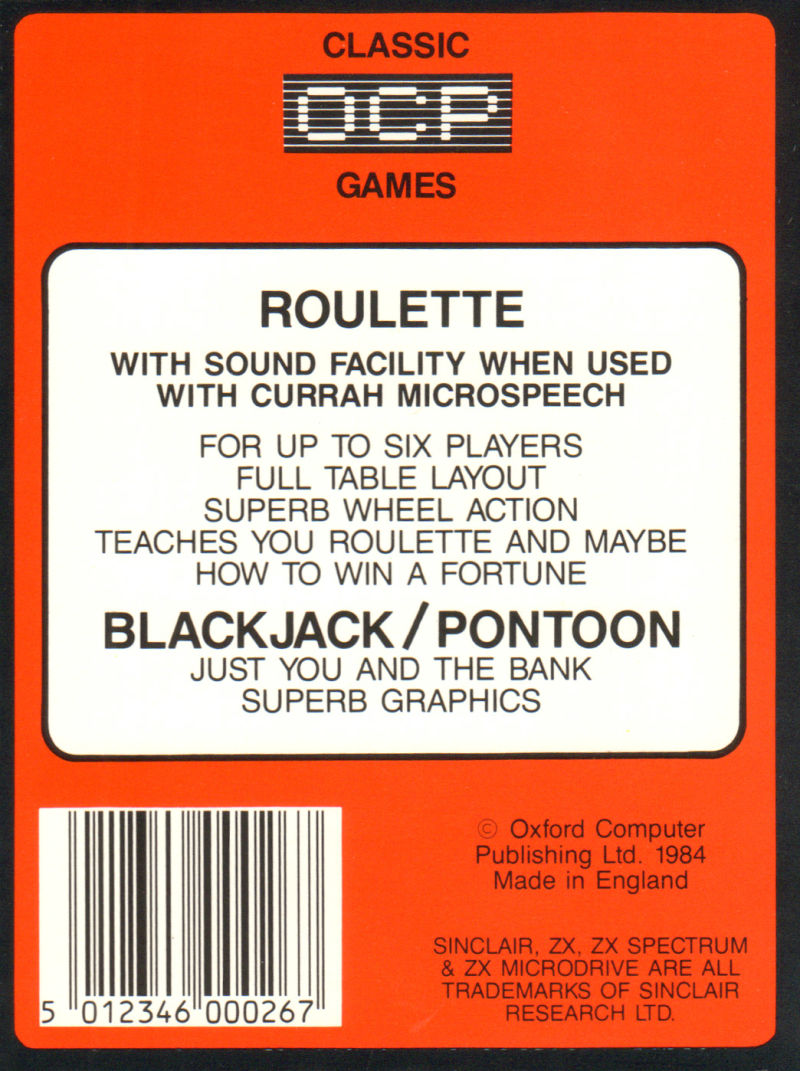 CLASSIC
OCP
GAMES
ROULETTE
WITH SOUND FACILITY WHEN USED
WITH CURRAH MICROSPEECH
FOR UP TO SIX PLAYERS
FULL TABLE LAYOUT
SUPERB WHEEL ACTION
TEACHES YOU ROULETTE AND MAYBE
HOW TO WIN A FORTUNE
BLACKJACK/PONTOON
JUST YOU AND THE BANK
SUPERB GRAPHICS
5 012346 000267
© Oxford Computer
Publishing Ltd. 1984
Made in England
SINCLAIR, ZX, ZX SPECTRUM
& ZX MICRODRIVE ARE ALL
TRADEMARKS OF SINCLAIR
RESEARCH LTD.